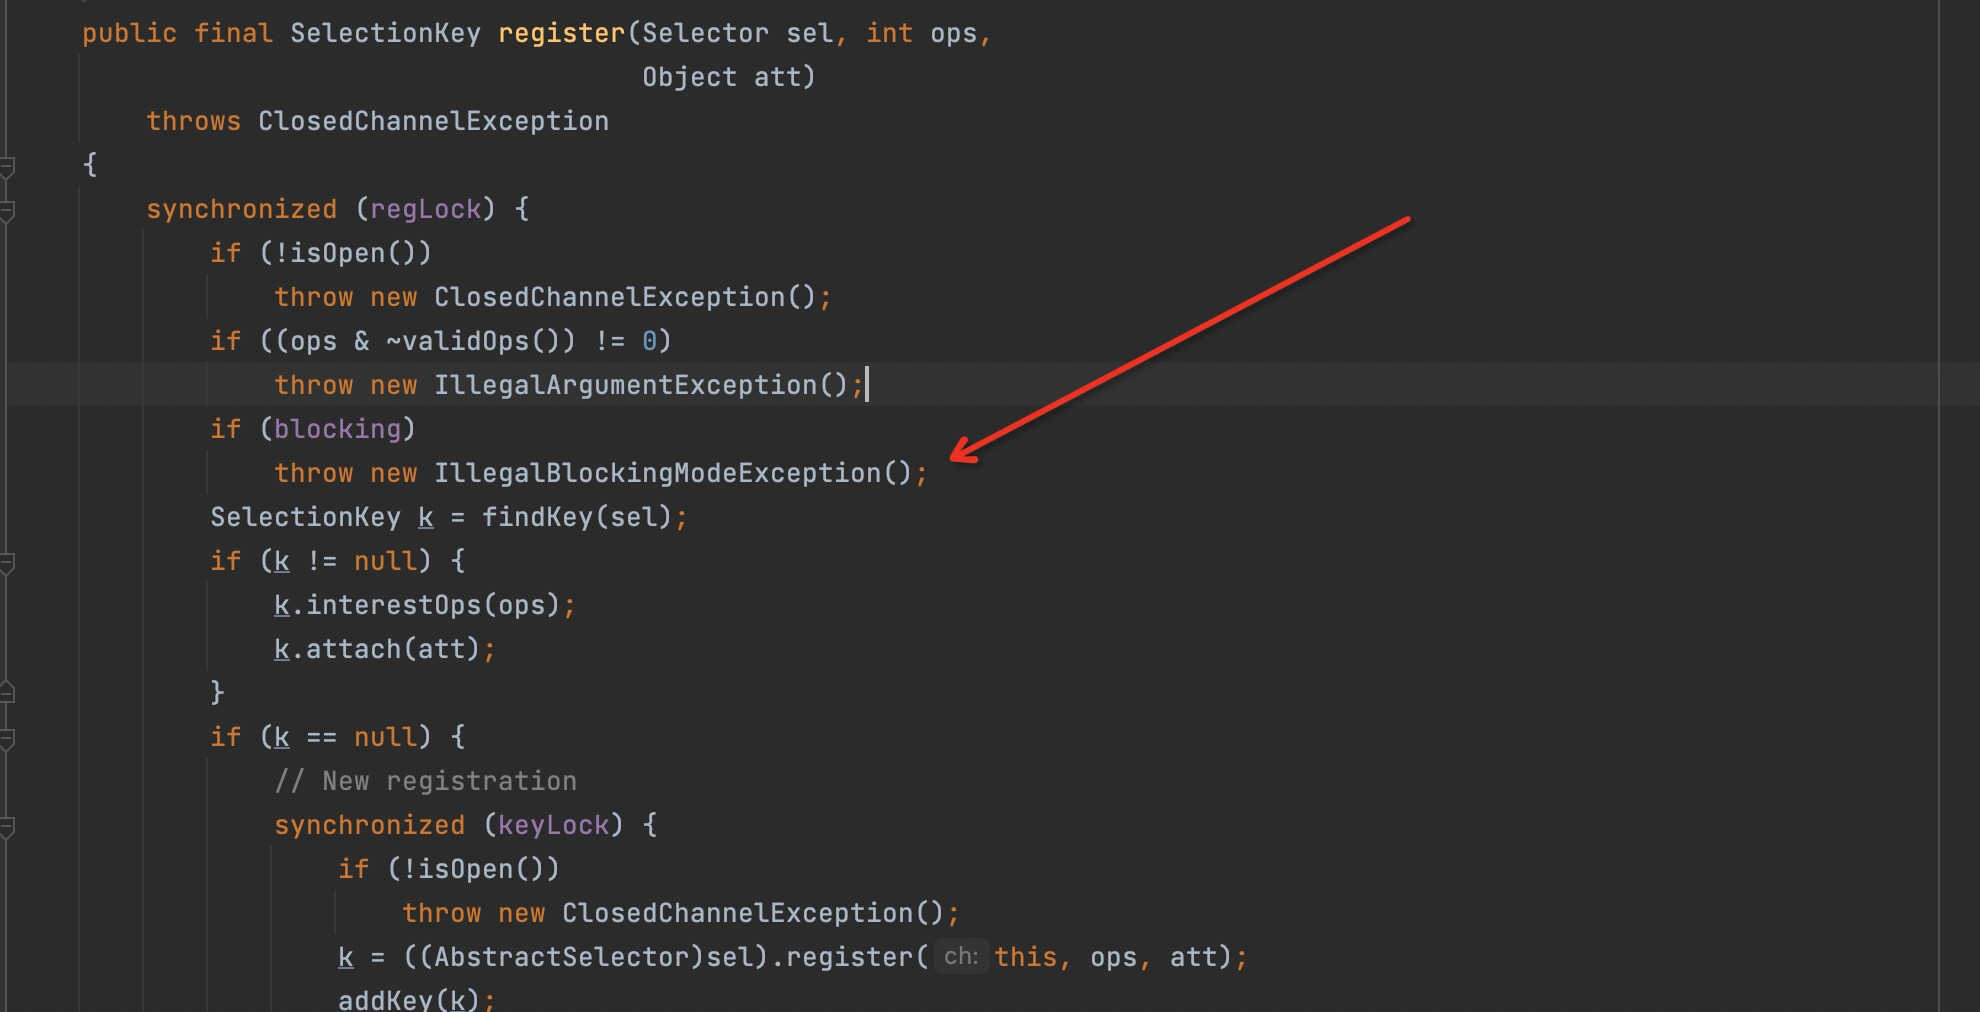 public final SelectionKey register(Selector sel, int ops,
Object att)
throws ClosedChannelException
{
synchronized (regLock) {
if (!isOpen())
throw new ClosedChannelException();
if ((ops & ~validOps()) != 0)
throw new IllegalArgumentException();
if (blocking)
throw new IllegalBlockingModeException();
SelectionKey k = findKey(sel);
if (k != null) {
k.interestOps(ops);
k.attach(att);
}
if (k == null) {
// New registration
synchronized (keyLock) {
if (!isOpen())
throw new ClosedChannelException();
k = ((AbstractSelector)sel).register( ch: this, ops, att);
addKey(k);